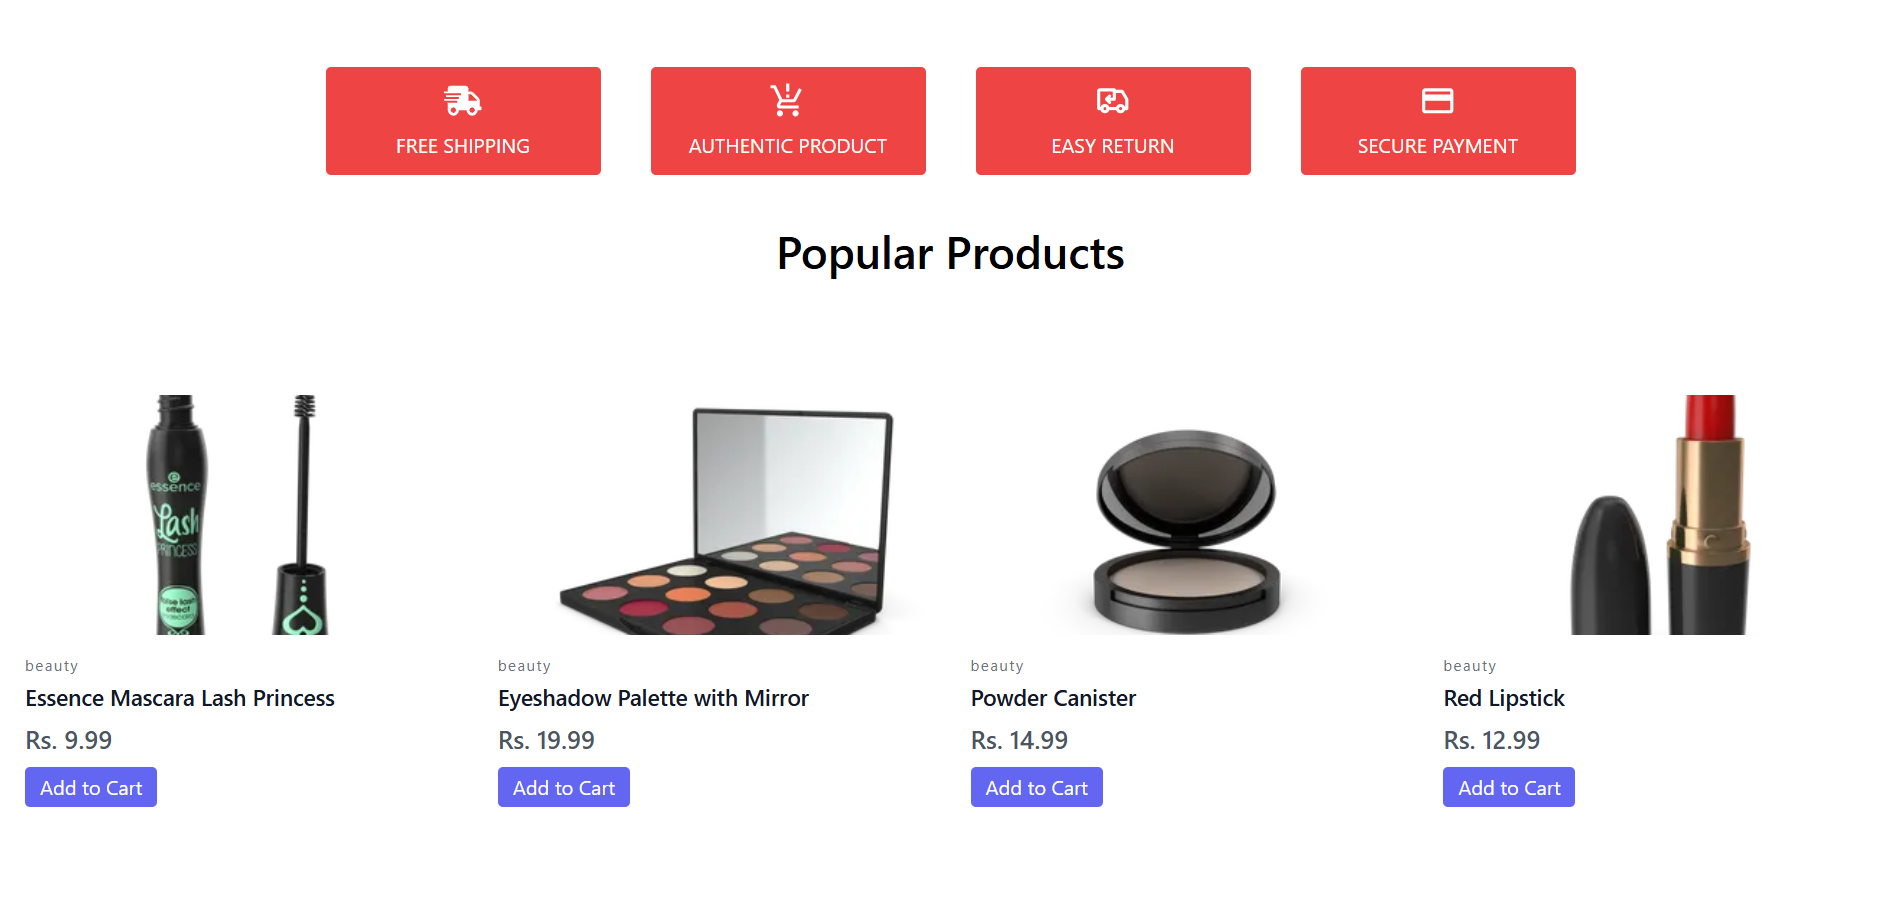 FREE SHIPPING
AUTHENTIC PRODUCT
EASY RETURN
SECURE PAYMENT
Popular Products
essence
Lash
PRINCESS
false lash
effect
beauty
Essence Mascara Lash Princess
Rs. 9.99
Add to Cart
beauty
Eyeshadow Palette with Mirror
Rs. 19.99
Add to Cart
beauty
Powder Canister
Rs. 14.99
Add to Cart
beauty
Red Lipstick
Rs. 12.99
Add to Cart